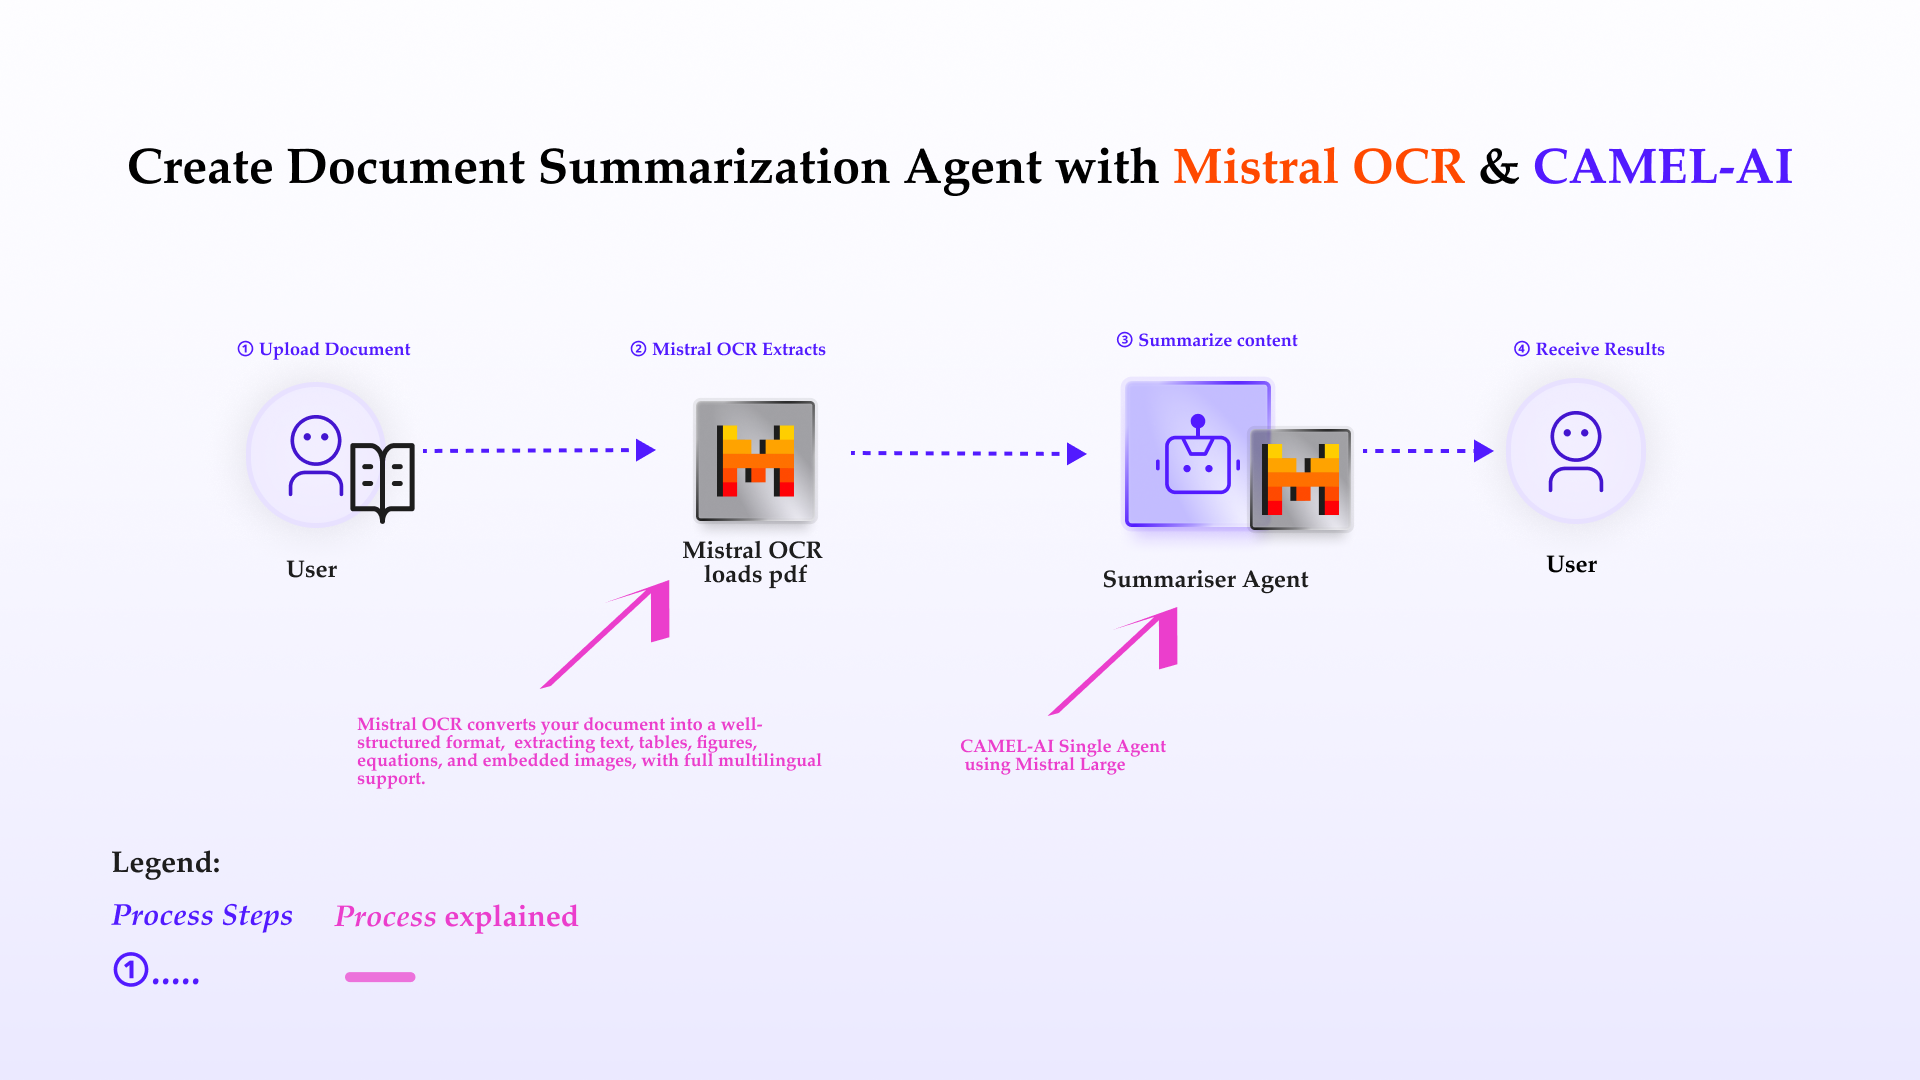 Create Document Summarization Agent with Mistral OCR & CAMEL-AI
① Upload Document
② Mistral OCR Extracts
③ Summarize content
④ Receive Results
User
Mistral OCR
loads pdf
Summariser Agent
User
Mistral OCR converts your document into a well-
structured format,  extracting text, tables, figures,
equations, and embedded images, with full multilingual
support.
CAMEL-AI Single Agent
using Mistral Large
Legend:
Process Steps
Process explained
①.....